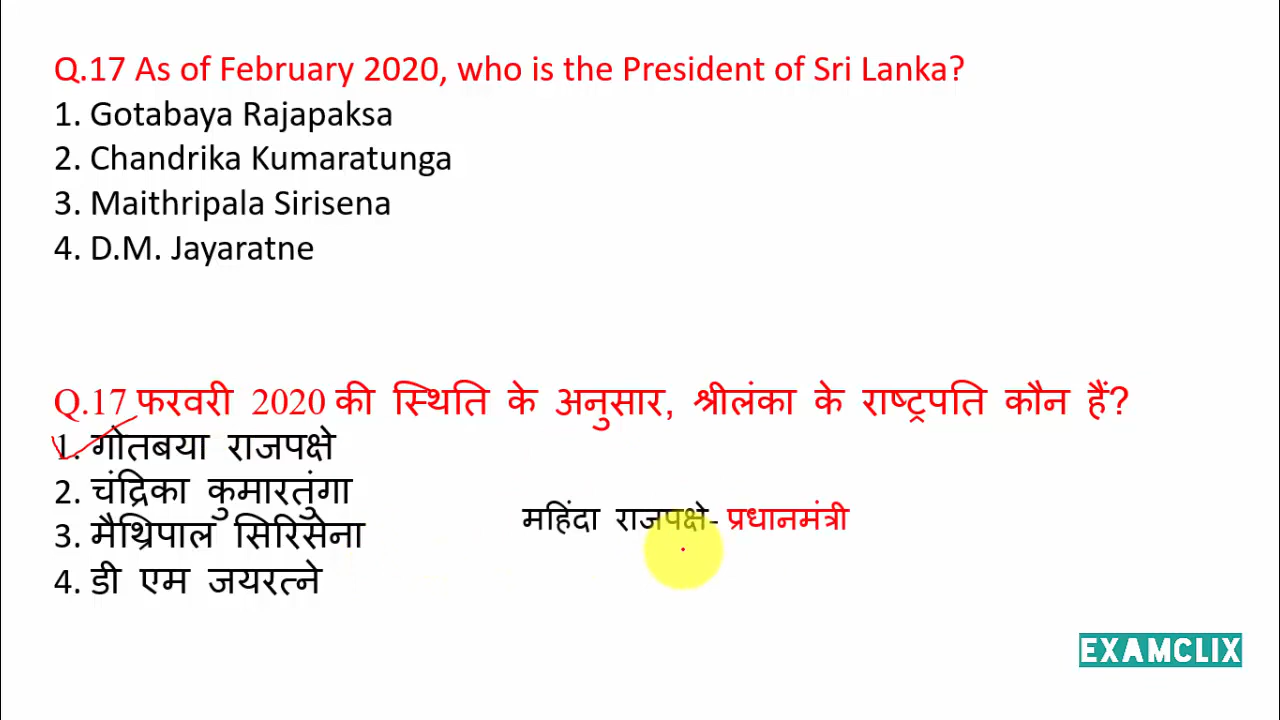 Q.17 As of February 2020, who is the President of Sri Lanka?
1. Gotabaya Rajapaksa
2. Chandrika Kumaratunga
3. Maithripala Sirisena
4. D.M. Jayaratne
Q.17 फरवरी 2020 की स्थिति के अनुसार, श्रीलंका के राष्ट्रपति कौन हैं?
1. गोतबया राजपक्षे
2. चंद्रिका कुमारतुंगा
3. मैथ्रिपाल सिरिसेना
महिंदा राजपक्षे- प्रधानमंत्री
4. डी एम जयरत्ने
EXAMCLIX